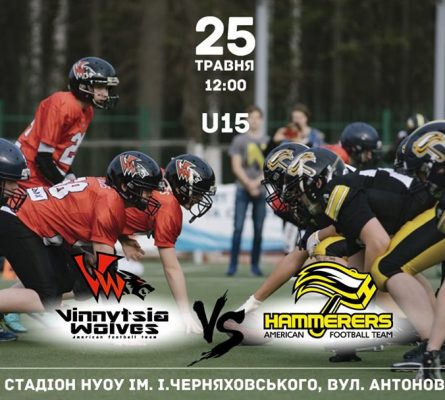 25
ТРАВНЯ
12:00
U15
Vinnytsia
Wolves
american football team
VS
HAMMERERS
AMERICAN FOOTBALL TEAM
СТАДІОН НУОУ ІМ. І.ЧЕРНЯХОВСЬКОГО, ВУЛ. АНТОНОВ